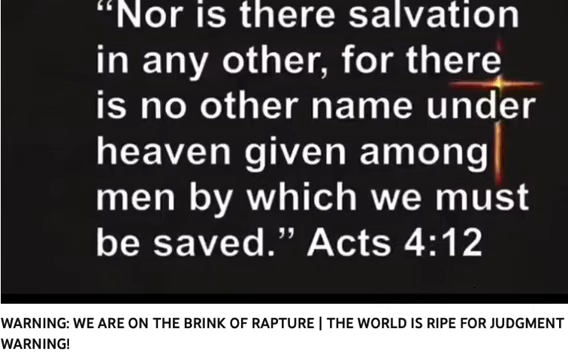 “Nor is there salvation
in any other, for there
is no other name under
heaven given among
men by which we must
be saved.” Acts 4:12
WARNING: WE ARE ON THE BRINK OF RAPTURE | THE WORLD IS RIPE FOR JUDGMENT
WARNING!